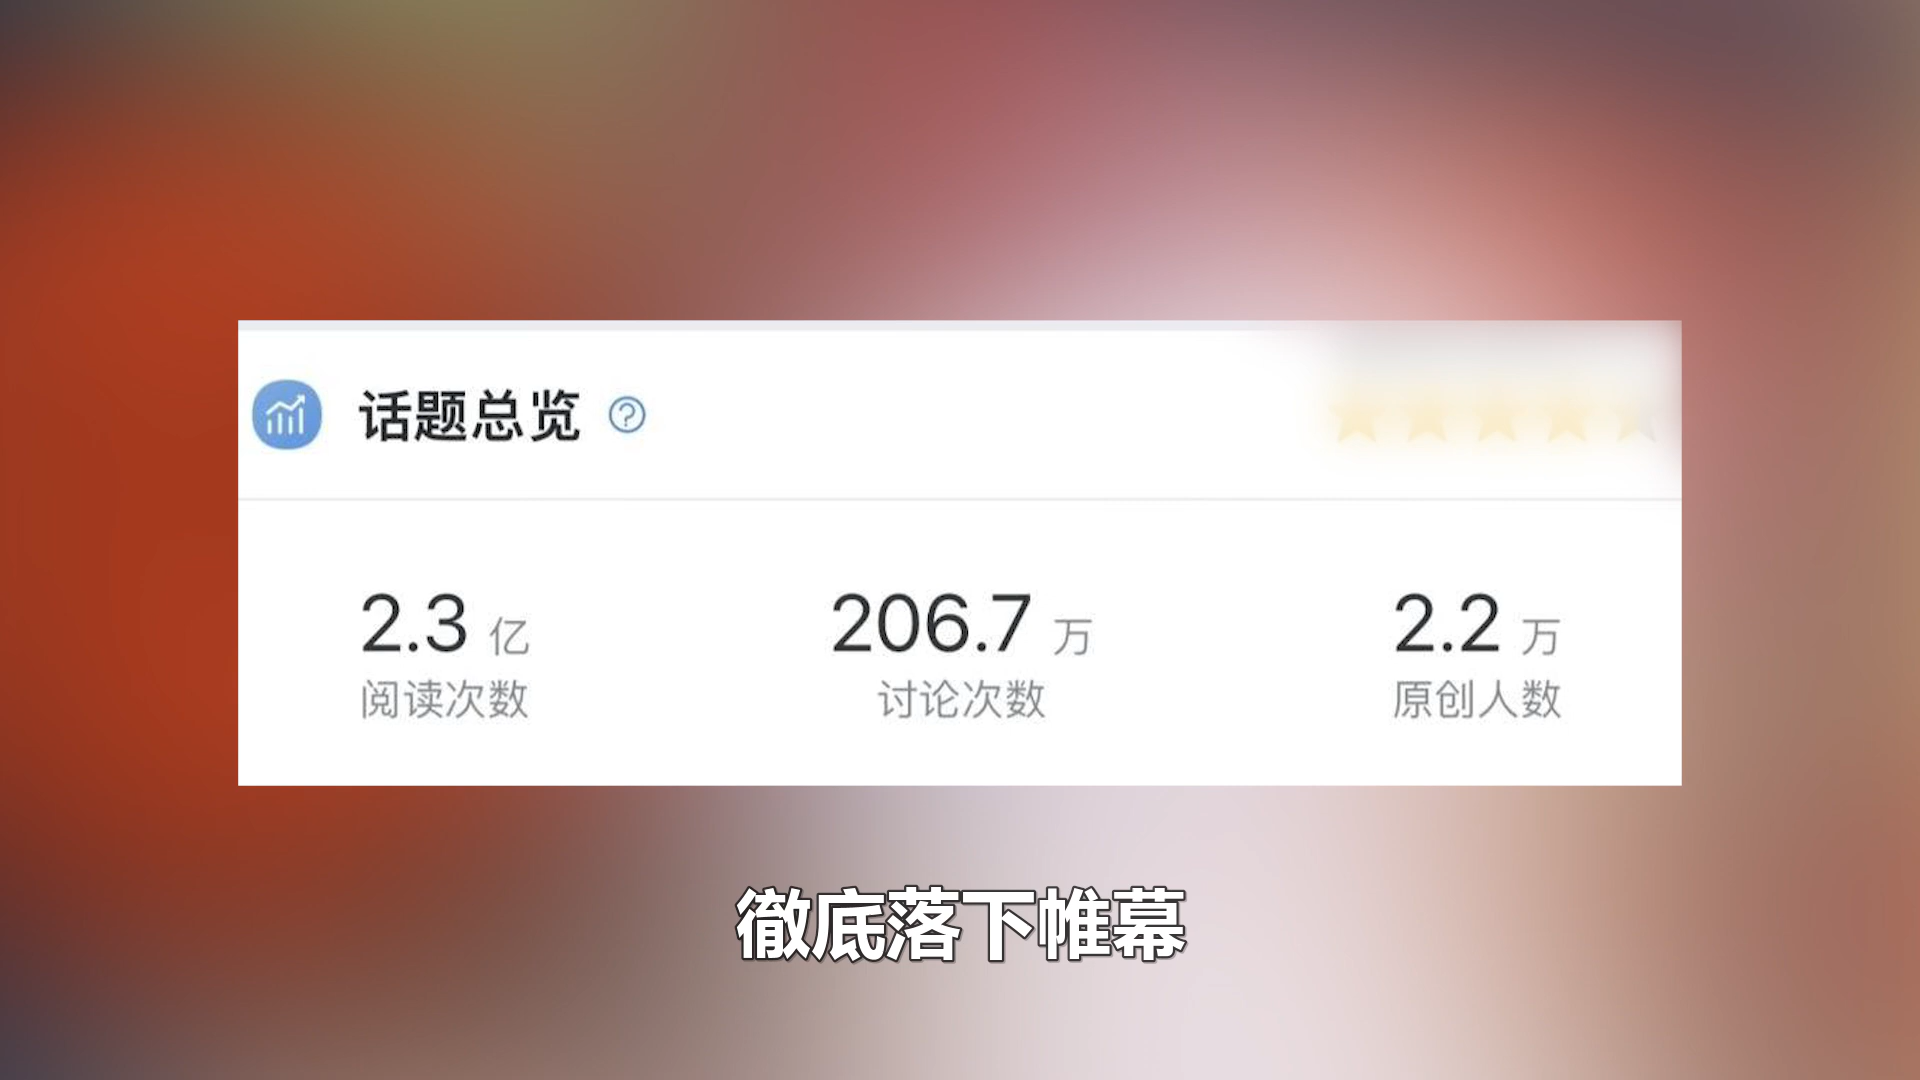 话题总览 ?
2.3 亿 206.7 万 2.2 万
阅读次数 讨论次数 原创人数
徹底落下帷幕